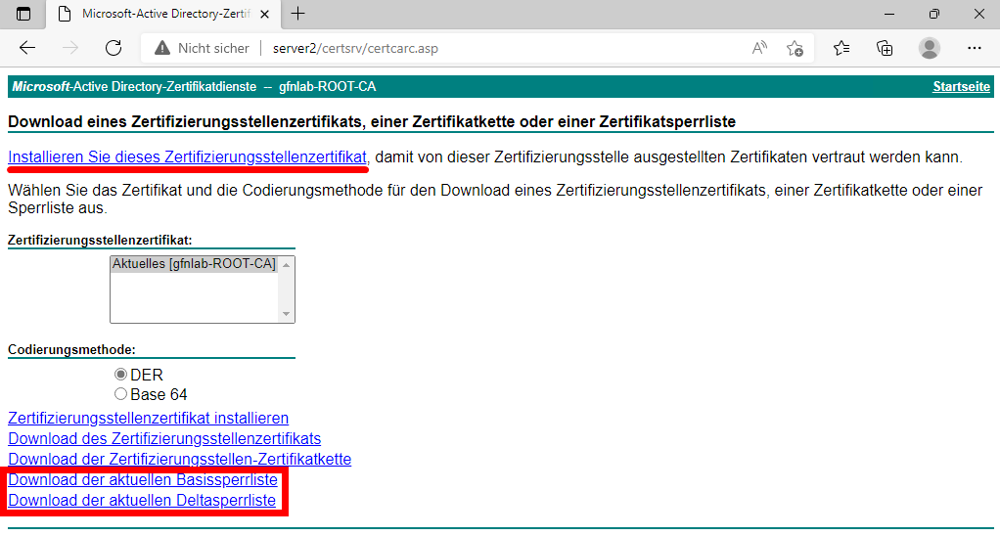 Microsoft-Active Directory-Zertif
Nicht sicher server2/certsrv/certcarc.asp
Microsoft-Active Directory-Zertifikatdienste -- gfnlab-ROOT-CA Startseite
Download eines Zertifizierungsstellenzertifikats, einer Zertifikatkette oder einer Zertifikatsperrliste
Installieren Sie dieses Zertifizierungsstellenzertifikat, damit von dieser Zertifizierungsstelle ausgestellten Zertifikaten vertraut werden kann.
Wählen Sie das Zertifikat und die Codierungsmethode für den Download eines Zertifizierungsstellenzertifikats, einer Zertifikatkette oder einer
Sperrliste aus.
Zertifizierungsstellenzertifikat:
Aktuelles [gfnlab-ROOT-CA]
Codierungsmethode:
DER
Base 64
Zertifizierungsstellenzertifikat installieren
Download des Zertifizierungsstellenzertifikats
Download der Zertifizierungsstellen-Zertifikatkette
Download der aktuellen Basissperrliste
Download der aktuellen Deltasperrliste